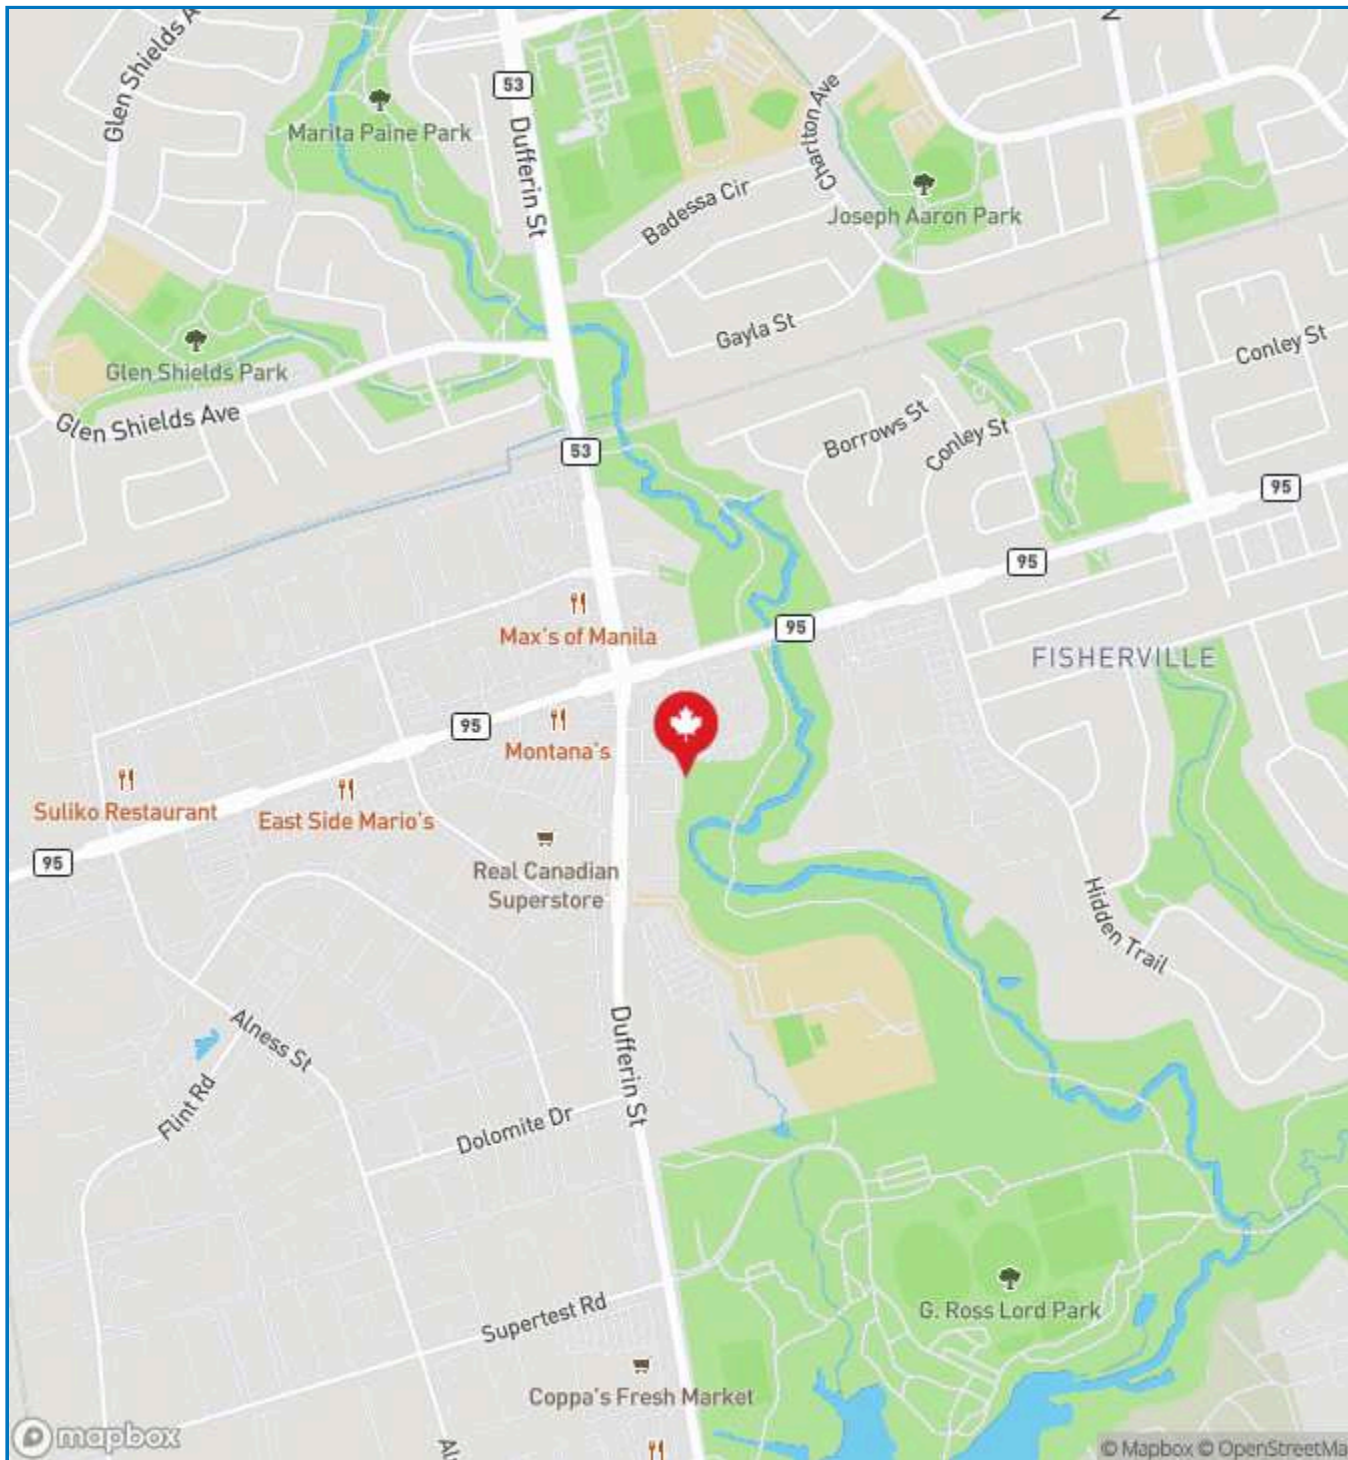 Glen Shields A
53
Marita Paine Park
Dufferin St
Charlton Ave
Badessa Cir
Joseph Aaron Park
Gayla St
Conley St
Glen Shields Park
Glen Shields Ave
Borrows St
Conley St
53
95
95
95
Max's of Manila
FISHERVILLE
95
Montana's
Suliko Restaurant
East Side Mario's
95
Real Canadian
Superstore
Hidden Trail
Alness St
Dufferin St
Flint Rd
Dolomite Dr
G. Ross Lord Park
Supertest Rd
Coppa's Fresh Market
mapbox
Al
© Mapbox © OpenStreetMa